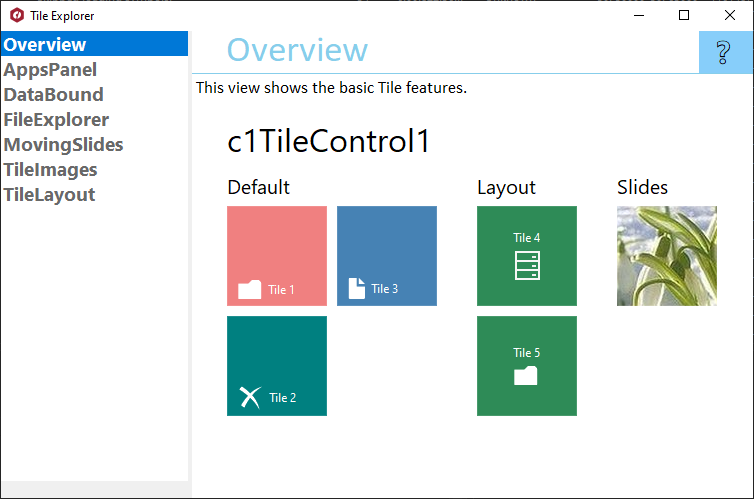 Tile Explorer
Overview
AppsPanel
DataBound
FileExplorer
MovingSlides
TileImages
TileLayout
Overview
?
This view shows the basic Tile features.
c1TileControl1
Default
Layout
Slides
Tile 1
Tile 3
Tile 4
Tile 2
Tile 5